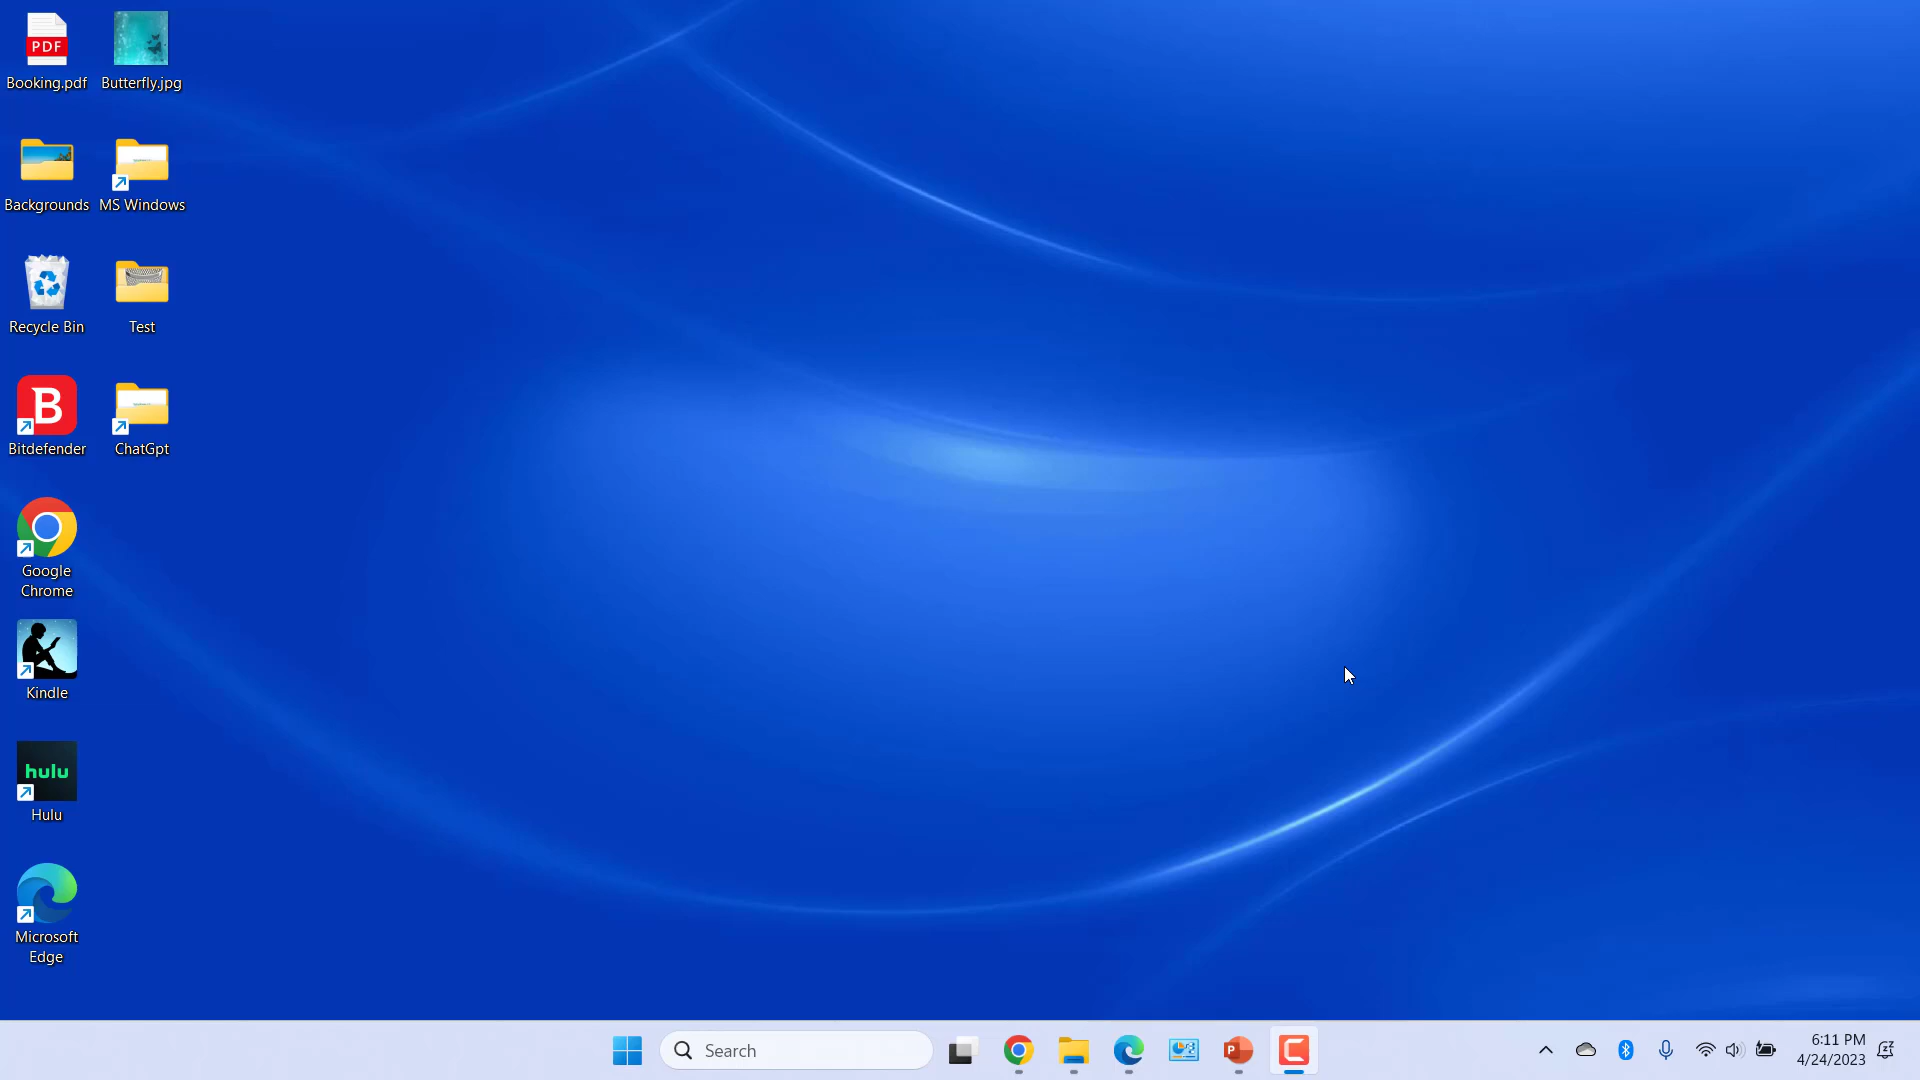 PDF
Booking.pdf
Butterfly.jpg
Backgrounds
MS Windows
Recycle Bin
Test
B
Bitdefender
ChatGpt
Google
Chrome
Kindle
hulu
Hulu
Microsoft
Edge
Search
P
C
6:11 PM
4/24/2023